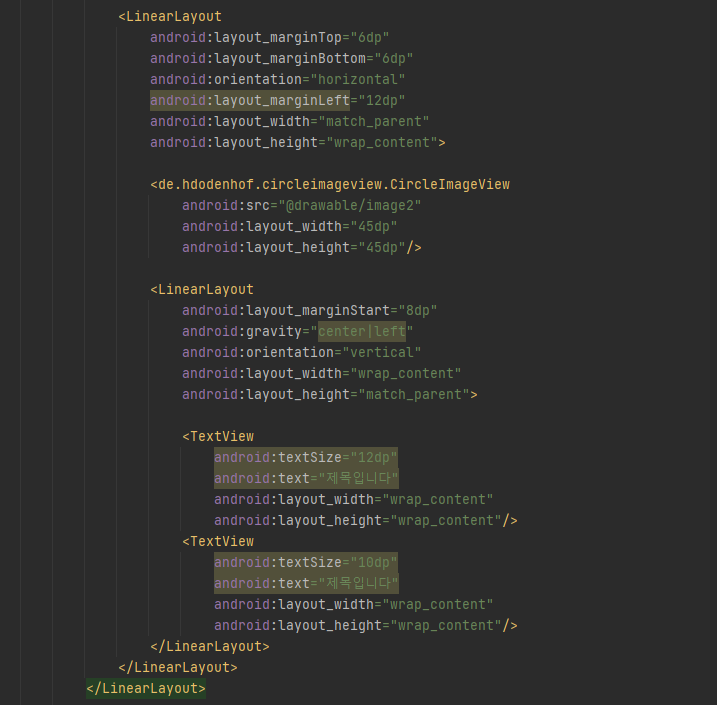 <LinearLayout
android:layout_marginTop="6dp"
android:layout_marginBottom="6dp"
android:orientation="horizontal"
android:layout_marginLeft="12dp"
android:layout_width="match_parent"
android:layout_height="wrap_content">
<de.hdodenhof.circleimageview.CircleImageView
android:src="@drawable/image2"
android:layout_width="45dp"
android:layout_height="45dp"/>
<LinearLayout
android:layout_marginStart="8dp"
android:gravity="center|left"
android:orientation="vertical"
android:layout_width="wrap_content"
android:layout_height="match_parent">
<TextView
android:textSize="12dp"
android:text="제목입니다"
android:layout_width="wrap_content"
android:layout_height="wrap_content"/>
<TextView
android:textSize="10dp"
android:text="제목입니다"
android:layout_width="wrap_content"
android:layout_height="wrap_content"/>
</LinearLayout>
</LinearLayout>
</LinearLayout>